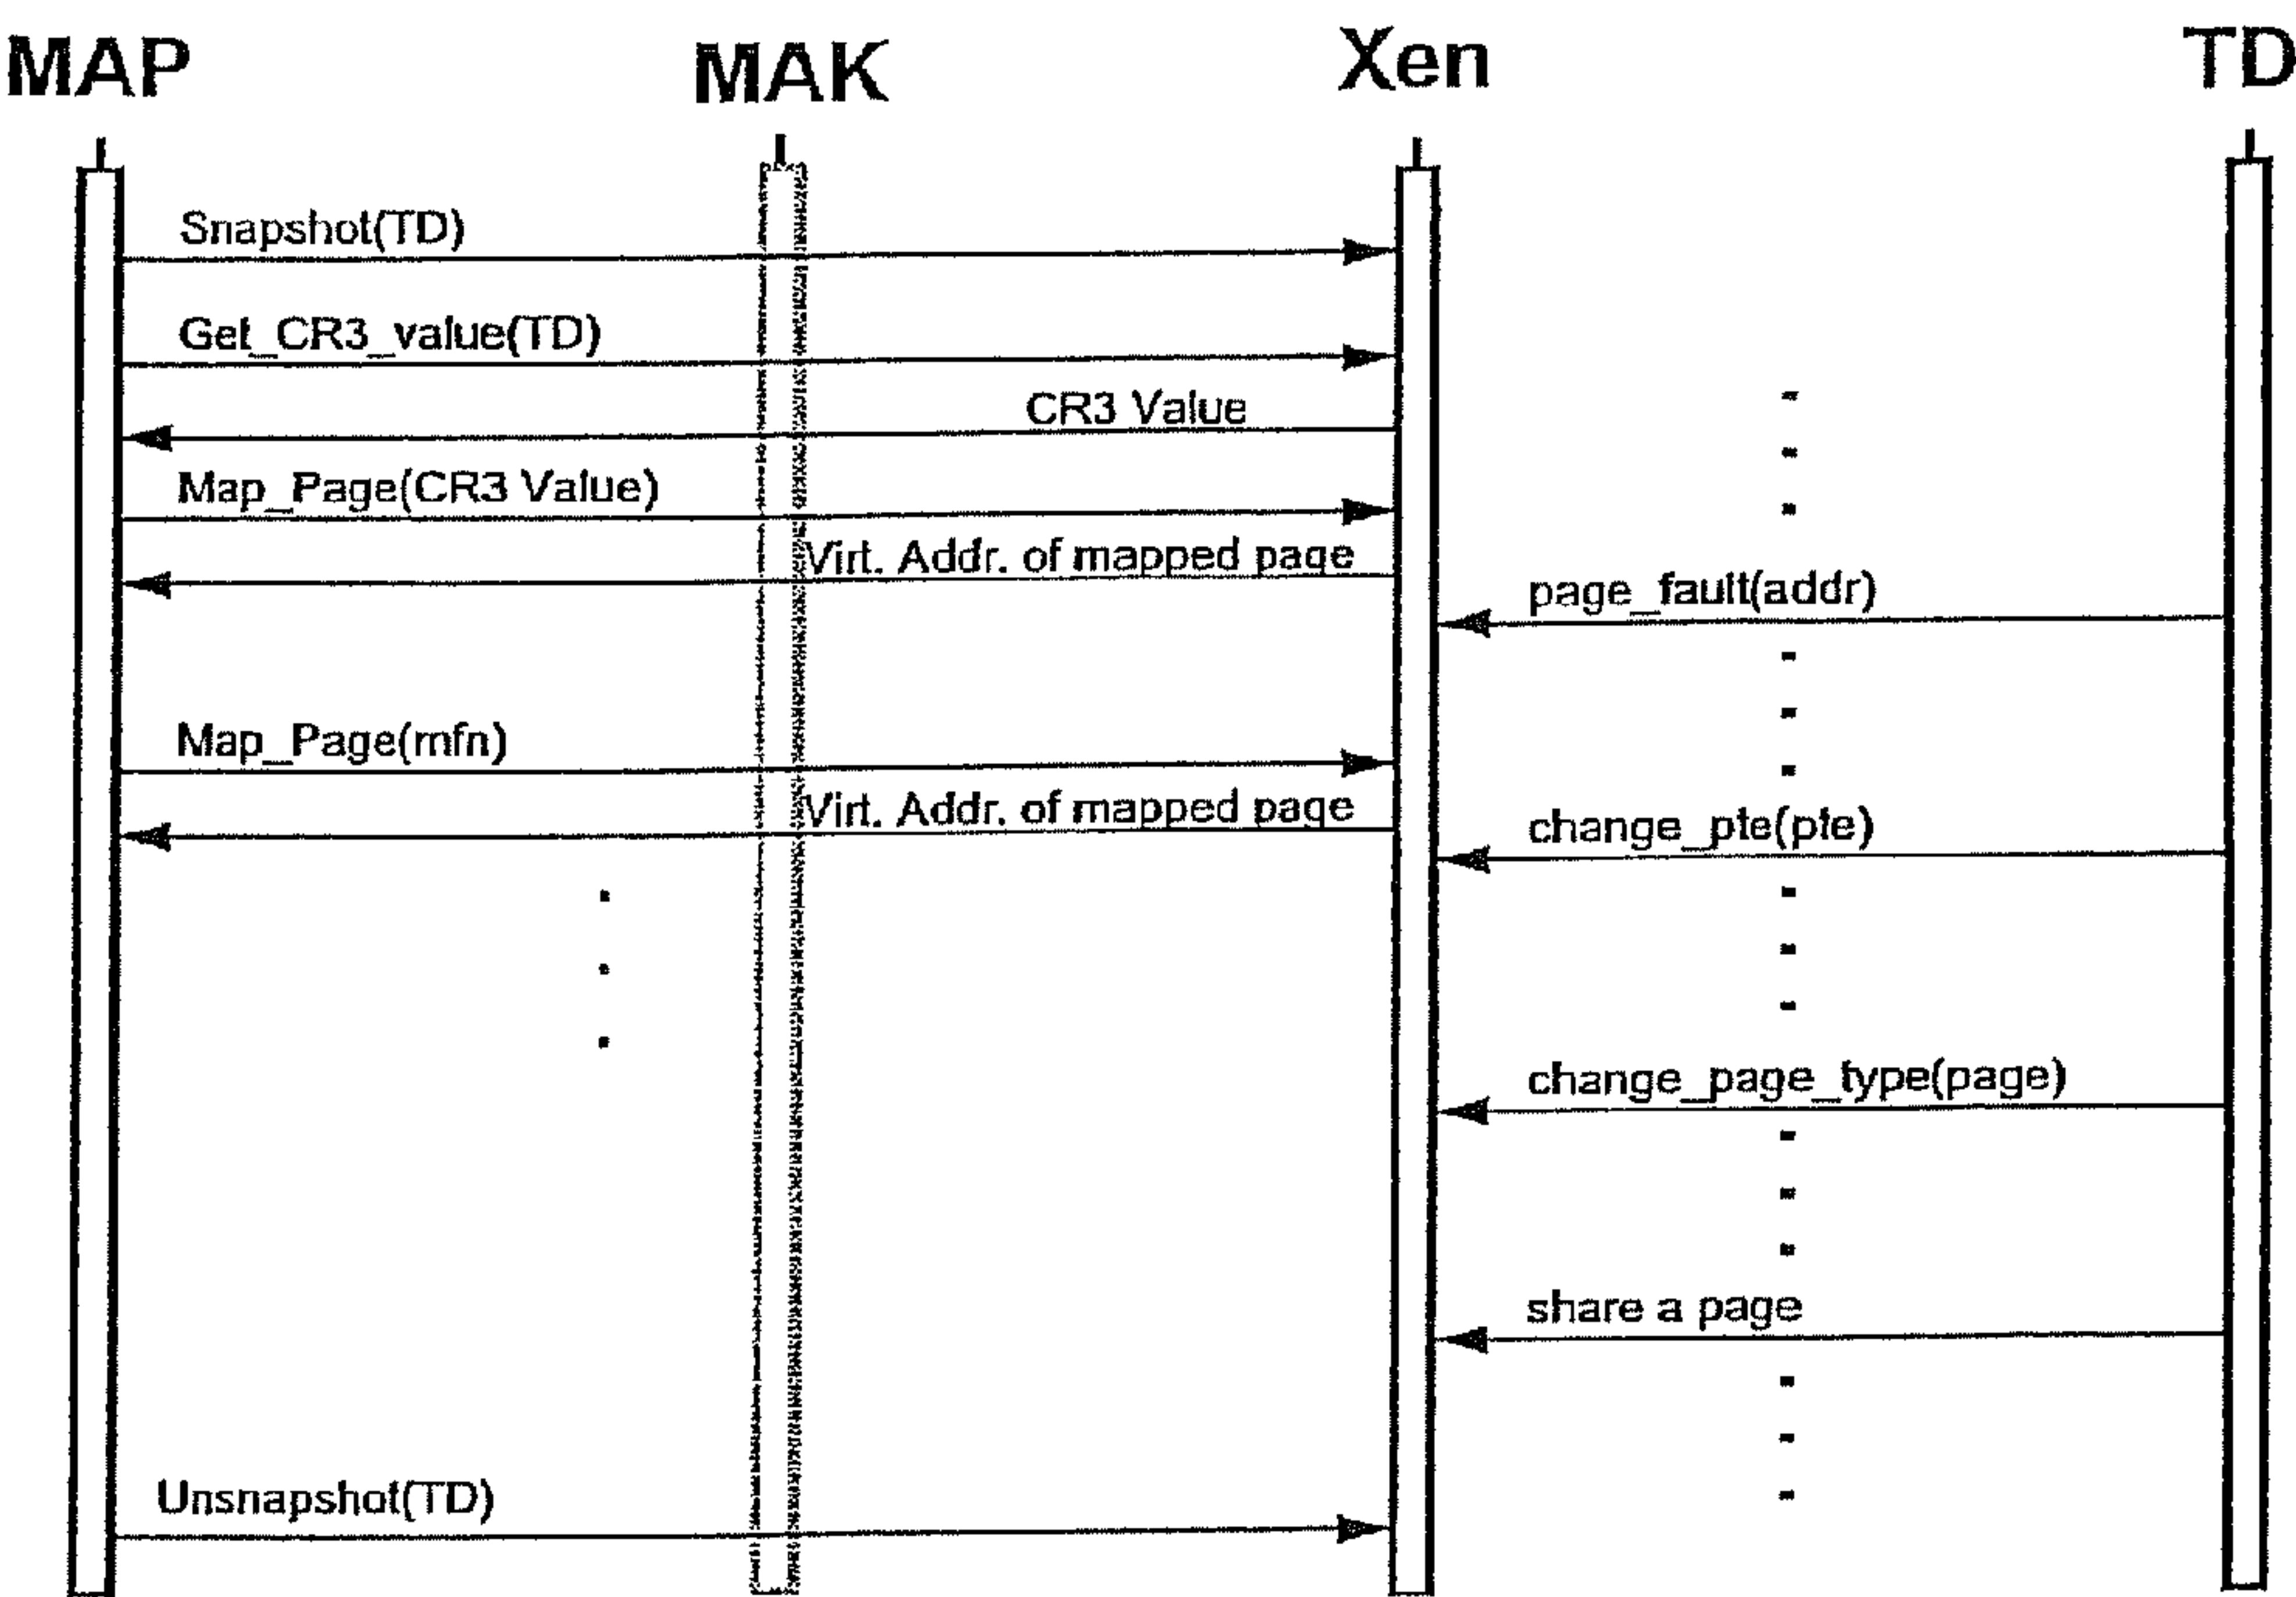 MAP MAK Xen TD
Snapshot(TD)
Get_CR3_value(TD)
CR3 Value
Map_Page(CR3 Value)
Virt. Addr. of mapped page
page_fault(addr)
Map_Page(mfn)
Virt. Addr. of mapped page
change_pte(pte)
change_page_type(page)
share a page
Unsnapshot(TD)